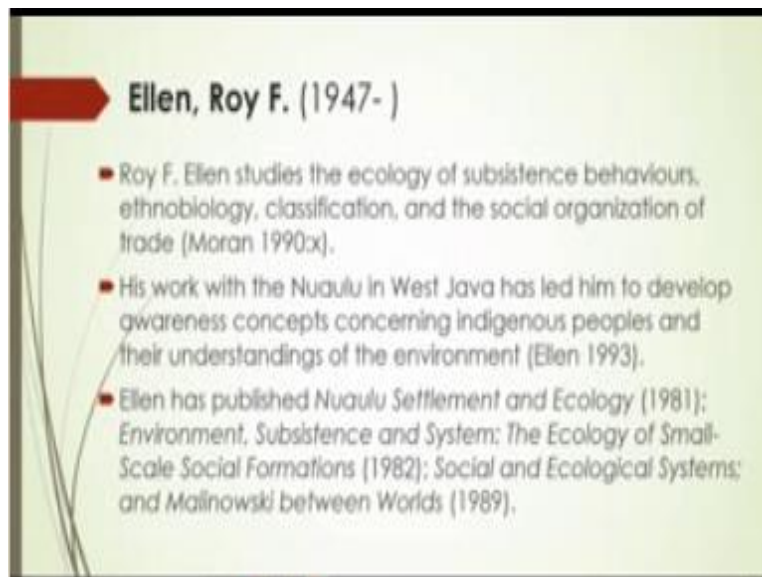 Ellen, Roy F. (1947- )
Roy F. Ellen studies the ecology of subsistence behaviours,
ethnobiology, classification, and the social organization of
trade (Moran 1990:x).
His work with the Nuaulu in West Java has led him to develop
awareness concepts concerning indigenous peoples and
their understandings of the environment (Ellen 1993).
Ellen has published Nuaulu Settlement and Ecology (1981);
Environment, Subsistence and System: The Ecology of Small-
Scale Social Formations (1982); Social and Ecological Systems;
and Malinowski between Worlds (1989).